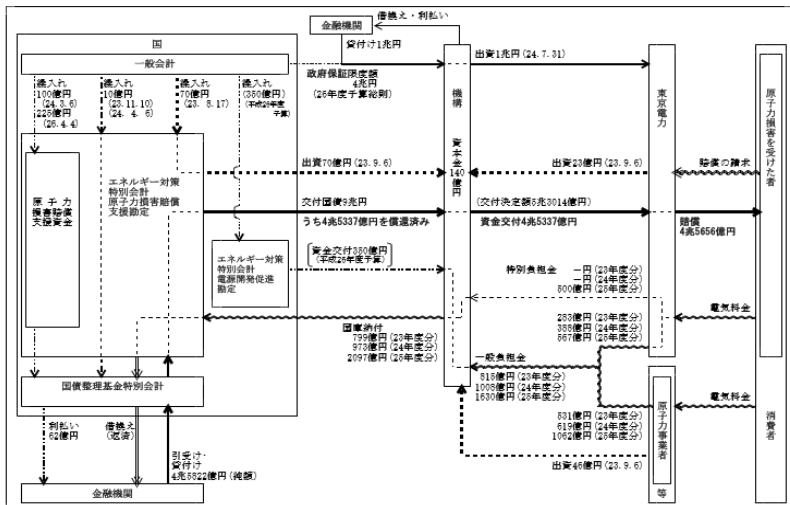 金融機関
借換え・利払い
国
一般会計
貸付け1兆円
政府保証限度額
4兆円
(26年度予算総則)
出資1兆円(24.7.31)
繰入れ
100億円
(24.3.6)
225億円
(26.4.4)
繰入れ
10億円
(23.11.10)
(24. 4. 6)
繰入れ
70億円
(23. 8.17)
繰入れ
(350億円)
(平成26年度
予算)
機構
資本金
140億円
東京電力
原子力損害を受けた者
原子力
損害賠償
支援資金
エネルギー対策
特別会計
原子力損害賠償
支援勘定
出資70億円(23.9.6)
出資23億円(23.9.6)
賠償の請求
交付国債9兆円
うち4兆5337億円を償還済み
(交付決定額5兆3014億円)
資金交付4兆5337億円
賠償
4兆5656億円
エネルギー対策
特別会計
電源開発促進
勘定
資金交付350億円
(平成26年度予算)
特別負担金 ―円(23年度分)
―円(24年度分)
500億円(25年度分)
283億円(23年度分)
388億円(24年度分)
567億円(25年度分)
電気料金
国庫納付
799億円(23年度分)
973億円(24年度分)
2097億円(25年度分)
一般負担金
815億円(23年度分)
1008億円(24年度分)
1630億円(25年度分)
国債整理基金特別会計
531億円(23年度分)
619億円(24年度分)
1062億円(25年度分)
原子力事業者
等
電気料金
消費者
利払い
62億円
借換え
(返済)
引受け・
貸付け
4兆5822億円(純額)
出資46億円(23.9.6)
金融機関